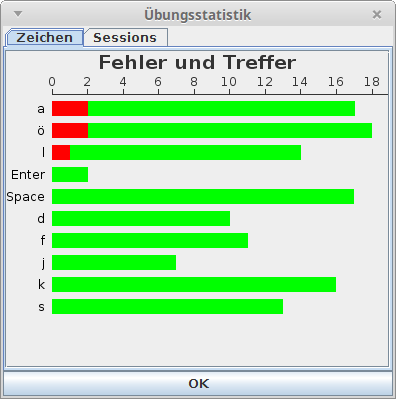 Übungsstatistik
Zeichen Sessions
Fehler und Treffer
0 2 4 6 8 10 12 14 16 18
a
ö
l
Enter
Space
d
f
j
k
s
OK